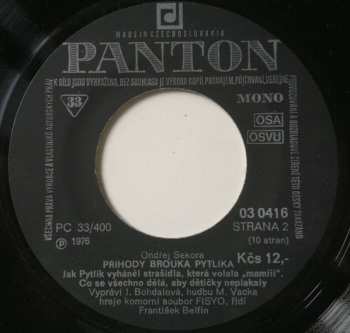 MADE IN CZECHOSLOVAKIA
PANTON
33
MONO
OSA
OSVU
PC 33/400
℗ 1976
03 0416
STRANA 2
(10 stran)
Kčs 12,-
Ondřej Sekora
PŘÍHODY BROUKA PYTLÍKA
Jak Pytlík vyháněl strašidla, která volala „mamííí".
Co se všechno dělá, aby dětičky neplakaly
Vypráví J. Bohdalová, hudbu M. Vacka
hraje komorní soubor FISYO, řídí
František Belfín